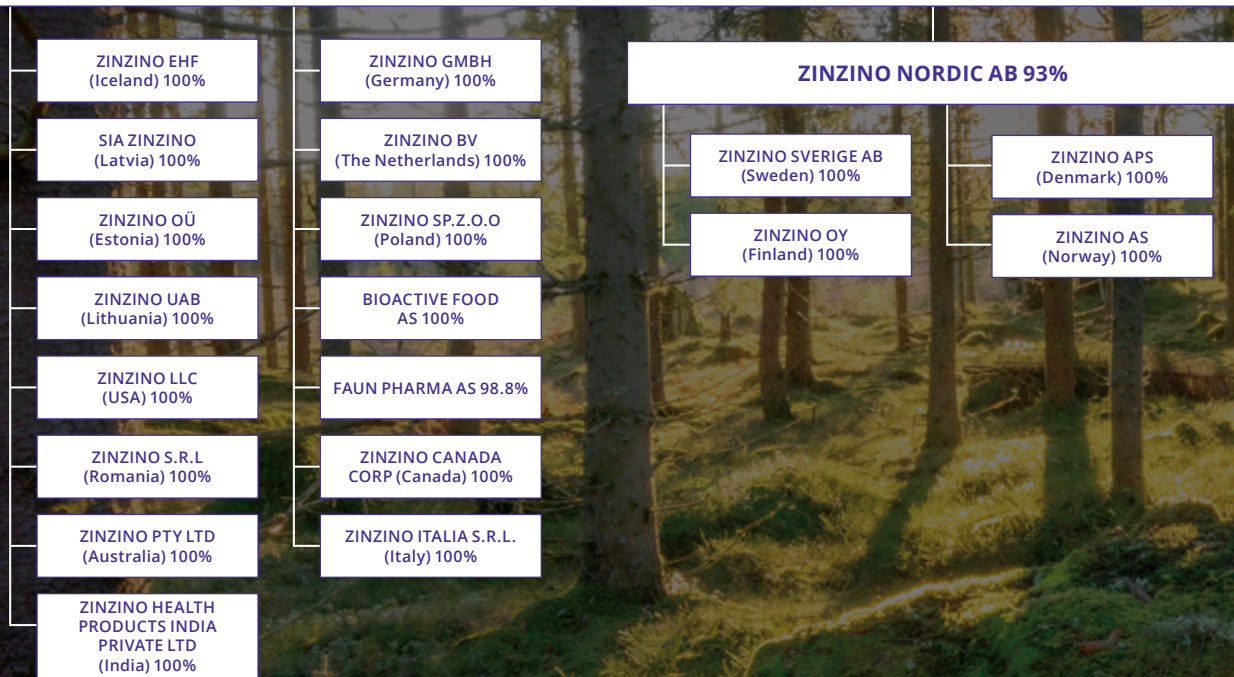 ZINZINO EHF
(Iceland) 100%
SIA ZINZINO
(Latvia) 100%
ZINZINO OÜ
(Estonia) 100%
ZINZINO UAB
(Lithuania) 100%
ZINZINO LLC
(USA) 100%
ZINZINO S.R.L
(Romania) 100%
ZINZINO PTY LTD
(Australia) 100%
ZINZINO HEALTH
PRODUCTS INDIA
PRIVATE LTD
(India) 100%
ZINZINO GMBH
(Germany) 100%
ZINZINO BV
(The Netherlands) 100%
ZINZINO SP.Z.O.O
(Poland) 100%
BIOACTIVE FOOD
AS 100%
FAUN PHARMA AS 98.8%
ZINZINO CANADA
CORP (Canada) 100%
ZINZINO ITALIA S.R.L.
(Italy) 100%
ZINZINO NORDIC AB 93%
ZINZINO SVERIGE AB
(Sweden) 100%
ZINZINO OY
(Finland) 100%
ZINZINO APS
(Denmark) 100%
ZINZINO AS
(Norway) 100%